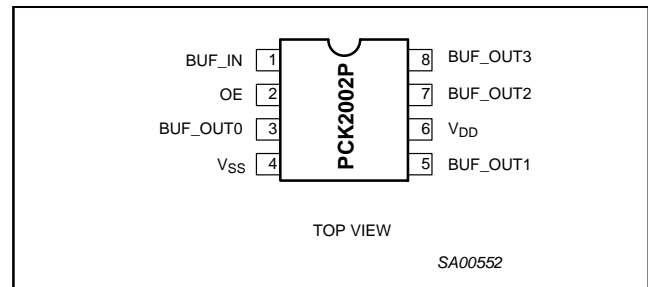 BUF_IN 1 8 BUF_OUT3
OE 2 7 BUF_OUT2
BUF_OUT0 3 6 VDD
VSS 4 5 BUF_OUT1
PCK2002P
TOP VIEW
SA00552